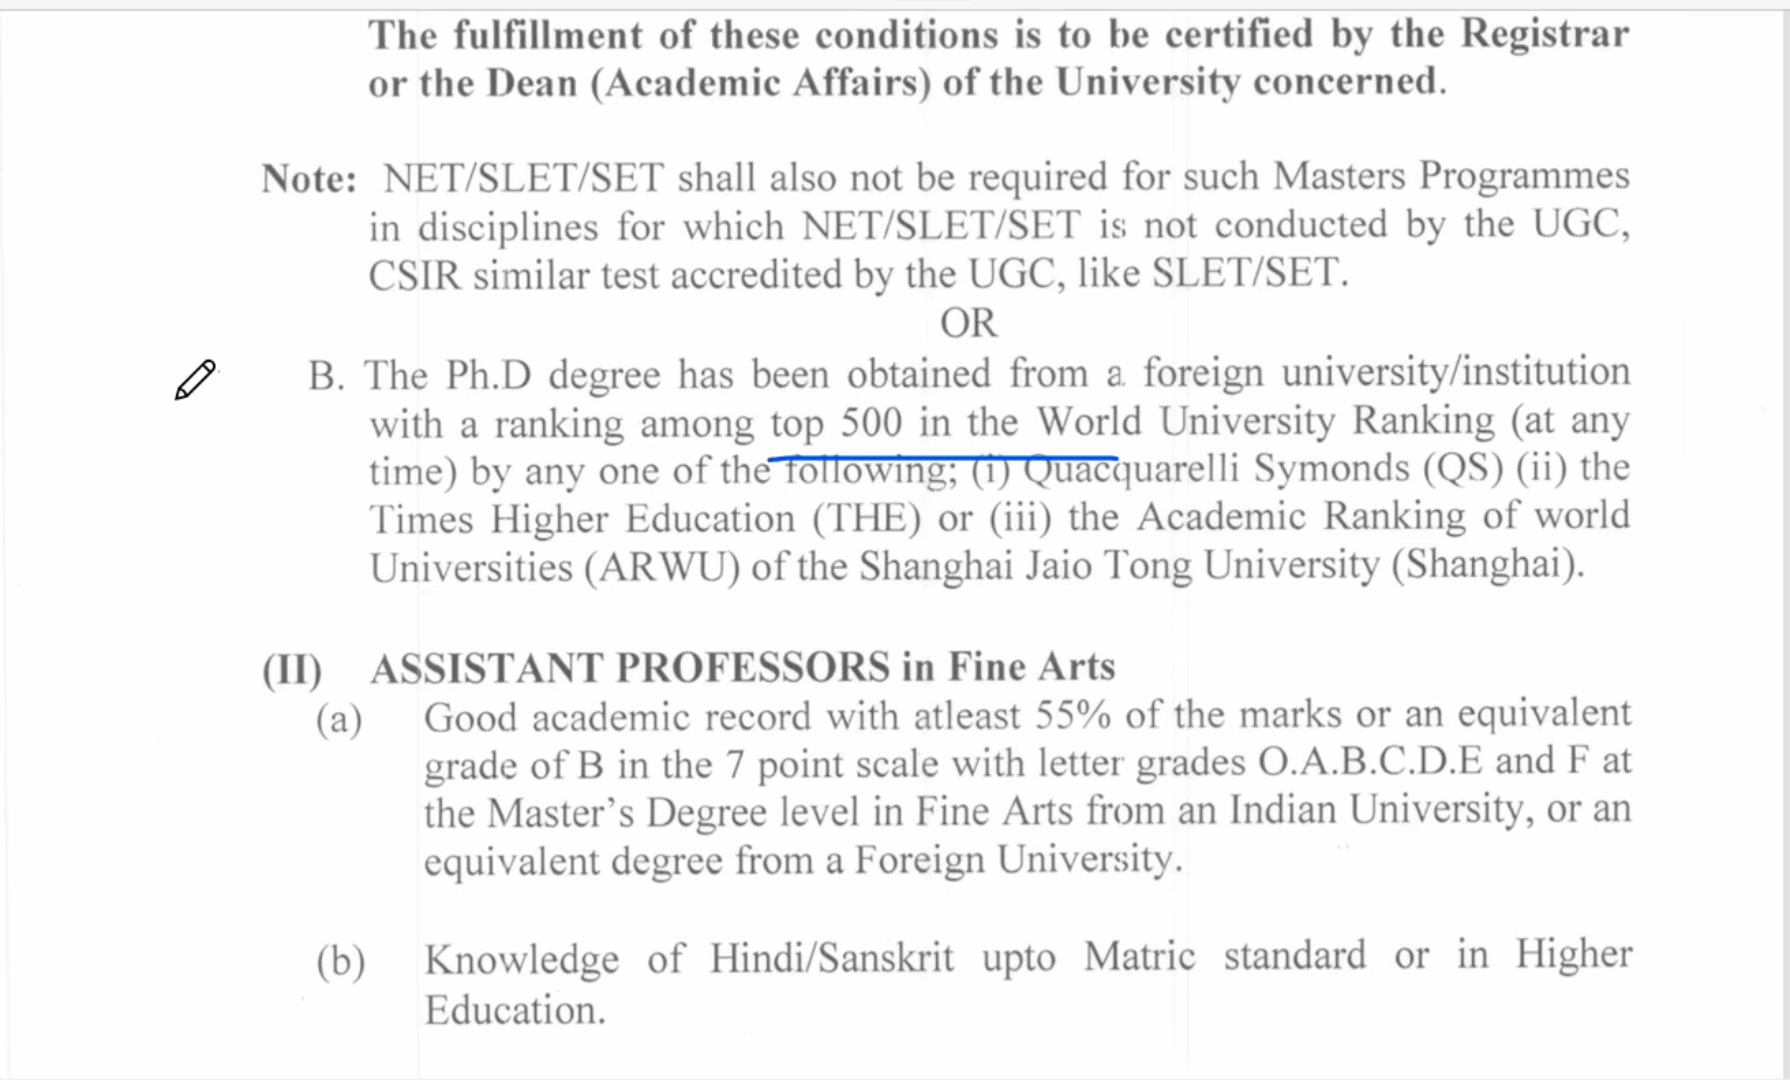 The fulfillment of these conditions is to be certified by the Registrar
or the Dean (Academic Affairs) of the University concerned.
Note: NET/SLET/SET shall also not be required for such Masters Programmes
in disciplines for which NET/SLET/SET is not conducted by the UGC,
CSIR similar test accredited by the UGC, like SLET/SET.
OR
B. The Ph.D degree has been obtained from a foreign university/institution
with a ranking among top 500 in the World University Ranking (at any
time) by any one of the following; (i) Quacquarelli Symonds (QS) (ii) the
Times Higher Education (THE) or (iii) the Academic Ranking of world
Universities (ARWU) of the Shanghai Jaio Tong University (Shanghai).
(II) ASSISTANT PROFESSORS in Fine Arts
(a) Good academic record with atleast 55% of the marks or an equivalent
grade of B in the 7 point scale with letter grades O.A.B.C.D.E and F at
the Master's Degree level in Fine Arts from an Indian University, or an
equivalent degree from a Foreign University.
(b) Knowledge of Hindi/Sanskrit upto Matric standard or in Higher
Education.